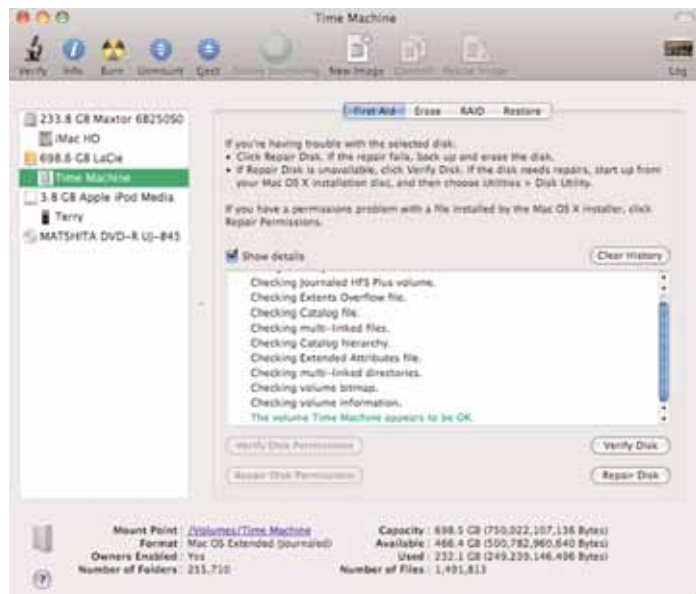 Time Machine
Verify Info Burn Unmount Eject New Image Log
First Aid Erase RAID Restore
233.8 GB Maxtor 6B250S0
iMac HD
698.6 GB LaCie
Time Machine
3.8 GB Apple iPod Media
Terry
MATSHITA DVD-R UJ-845
If you're having trouble with the selected disk:
• Click Repair Disk. If the repair fails, back up and erase the disk.
• If Repair Disk is unavailable, click Verify Disk. If the disk needs repairs, start up from
your Mac OS X installation disc, and then choose Utilities > Disk Utility.
If you have a permissions problem with a file installed by the Mac OS X installer, click
Repair Permissions.
Show details
Clear History
Checking Journaled HFS Plus volume.
Checking Extents Overflow file.
Checking Catalog file.
Checking multi-linked files.
Checking Catalog hierarchy.
Checking Extended Attributes file.
Checking multi-linked directories.
Checking volume bitmap.
Checking volume information.
The volume Time Machine appears to be OK.
Verify Disk Permissions
Verify Disk
Repair Disk Permissions
Repair Disk
Mount Point : /Volumes/Time Machine
Format : Mac OS Extended (Journaled)
Owners Enabled : Yes
Number of Folders : 255,710
Capacity : 698.5 GB (750,022,107,136 Bytes)
Available : 466.4 GB (500,782,960,640 Bytes)
Used : 232.1 GB (249,239,146,496 Bytes)
Number of Files : 1,491,813
?